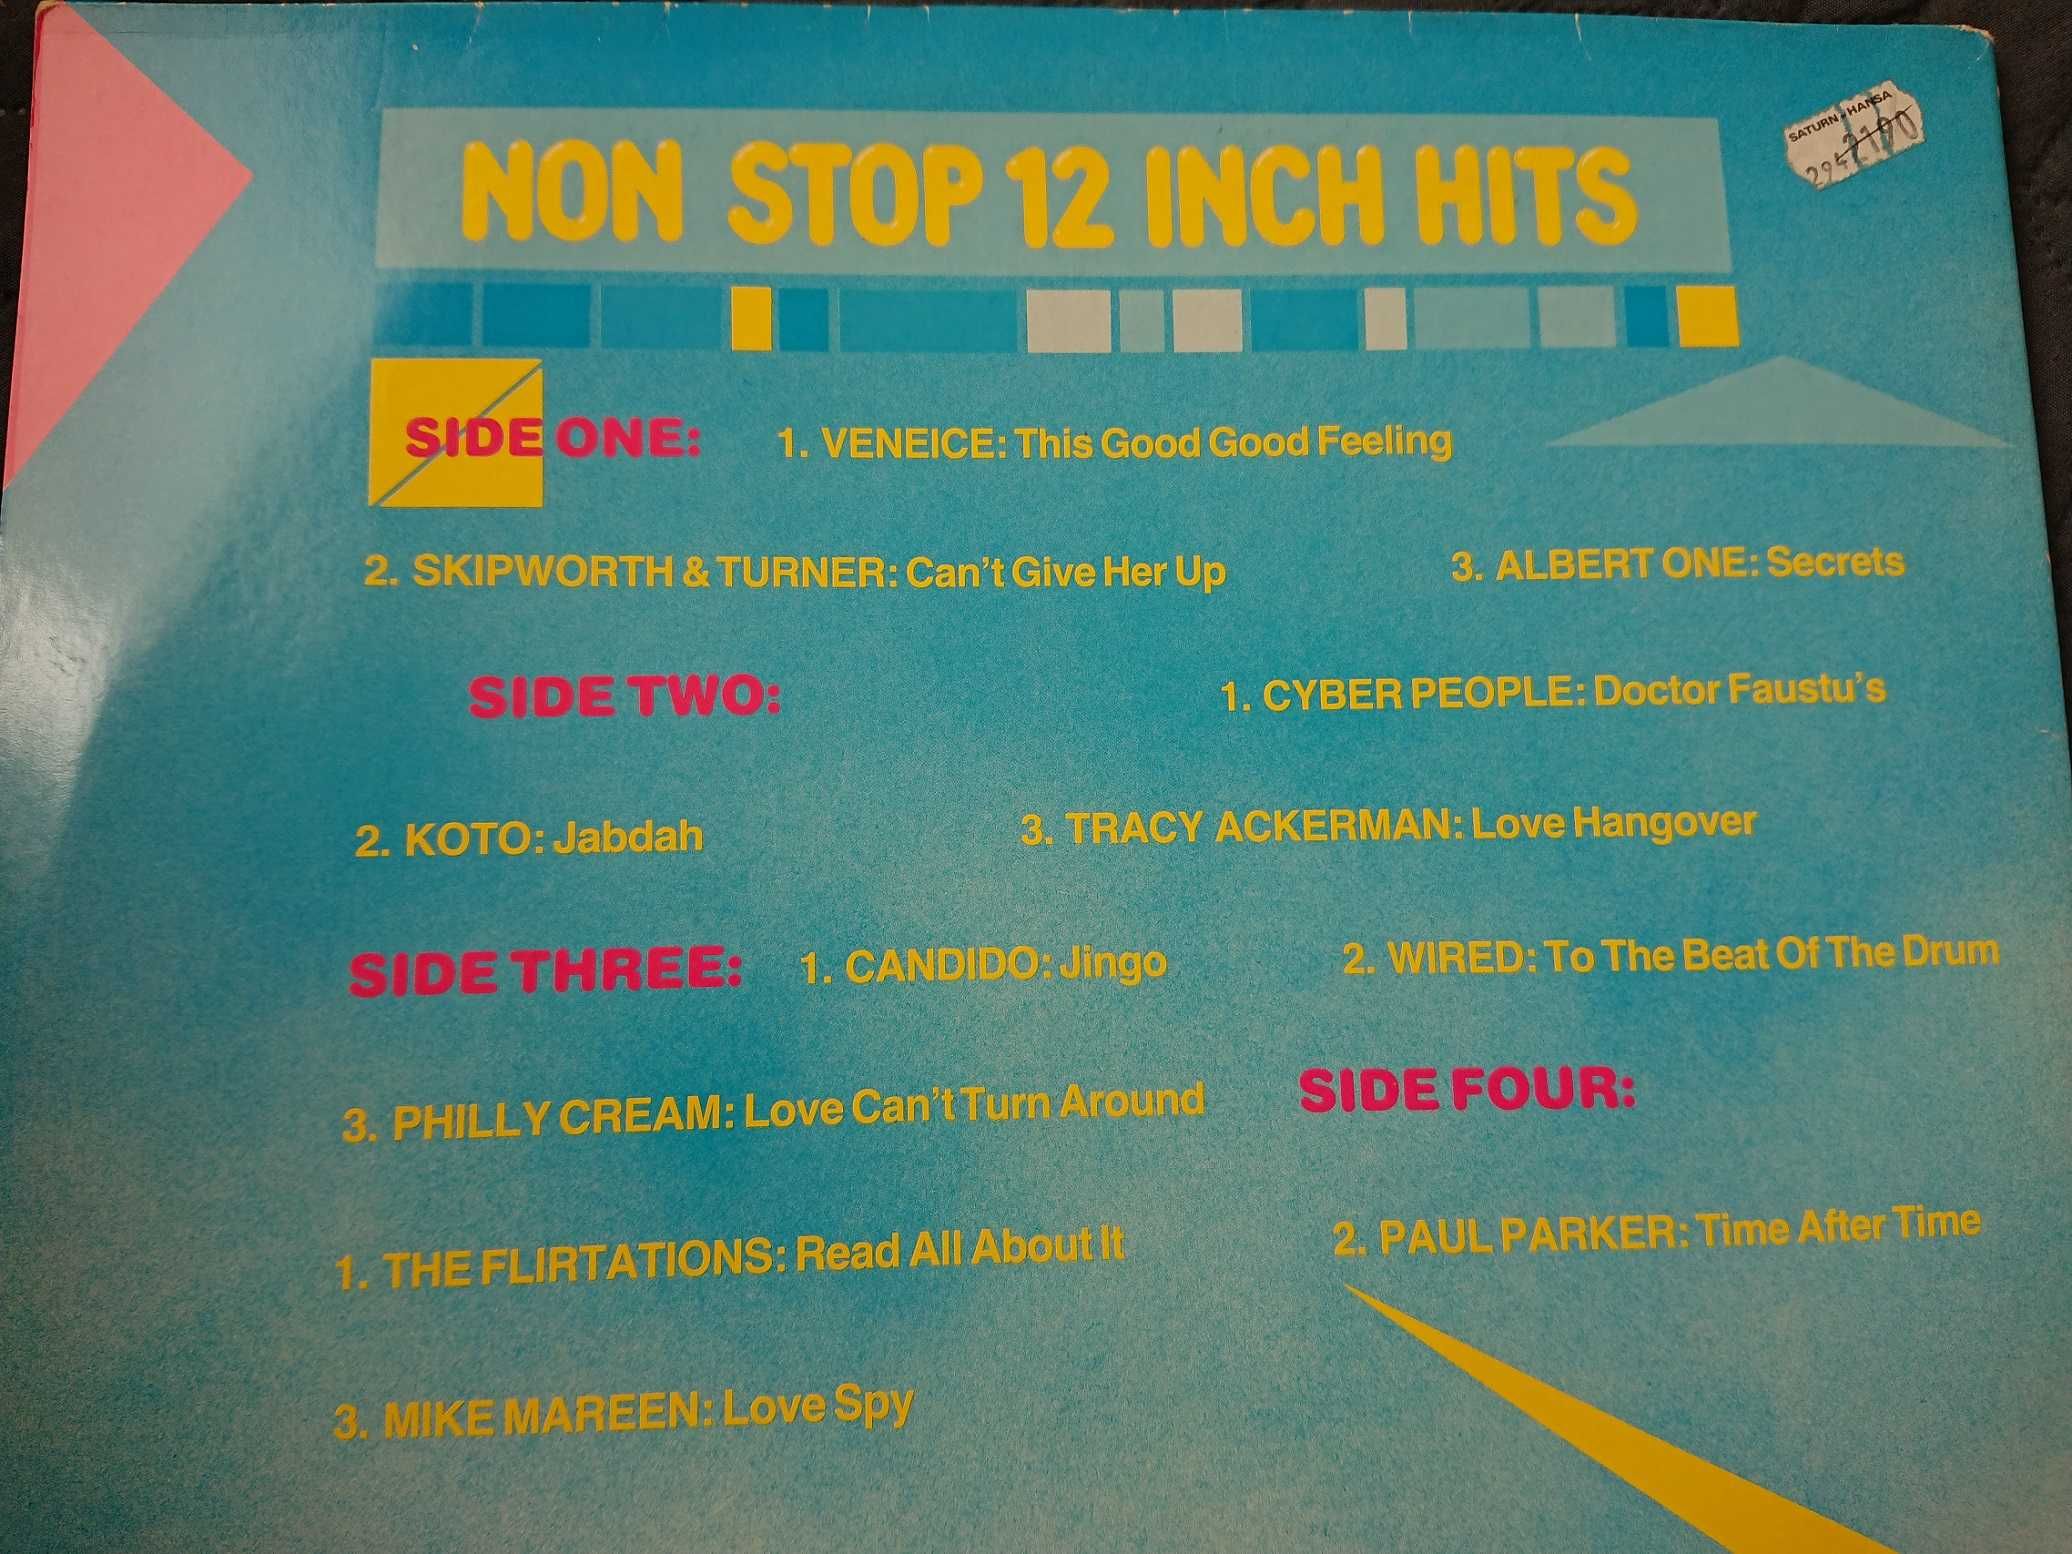 NON STOP 12 INCH HITS
SATURN-HANSA
2190
SIDE ONE: 1. VENEICE: This Good Good Feeling
2. SKIPWORTH & TURNER: Can't Give Her Up 3. ALBERT ONE: Secrets
SIDE TWO: 1. CYBER PEOPLE: Doctor Faustu's
2. KOTO: Jabdah 3. TRACY ACKERMAN: Love Hangover
SIDE THREE: 1. CANDIDO: Jingo 2. WIRED: To The Beat Of The Drum
3. PHILLY CREAM: Love Can't Turn Around SIDE FOUR:
1. THE FLIRTATIONS: Read All About It 2. PAUL PARKER: Time After Time
3. MIKE MAREEN: Love Spy